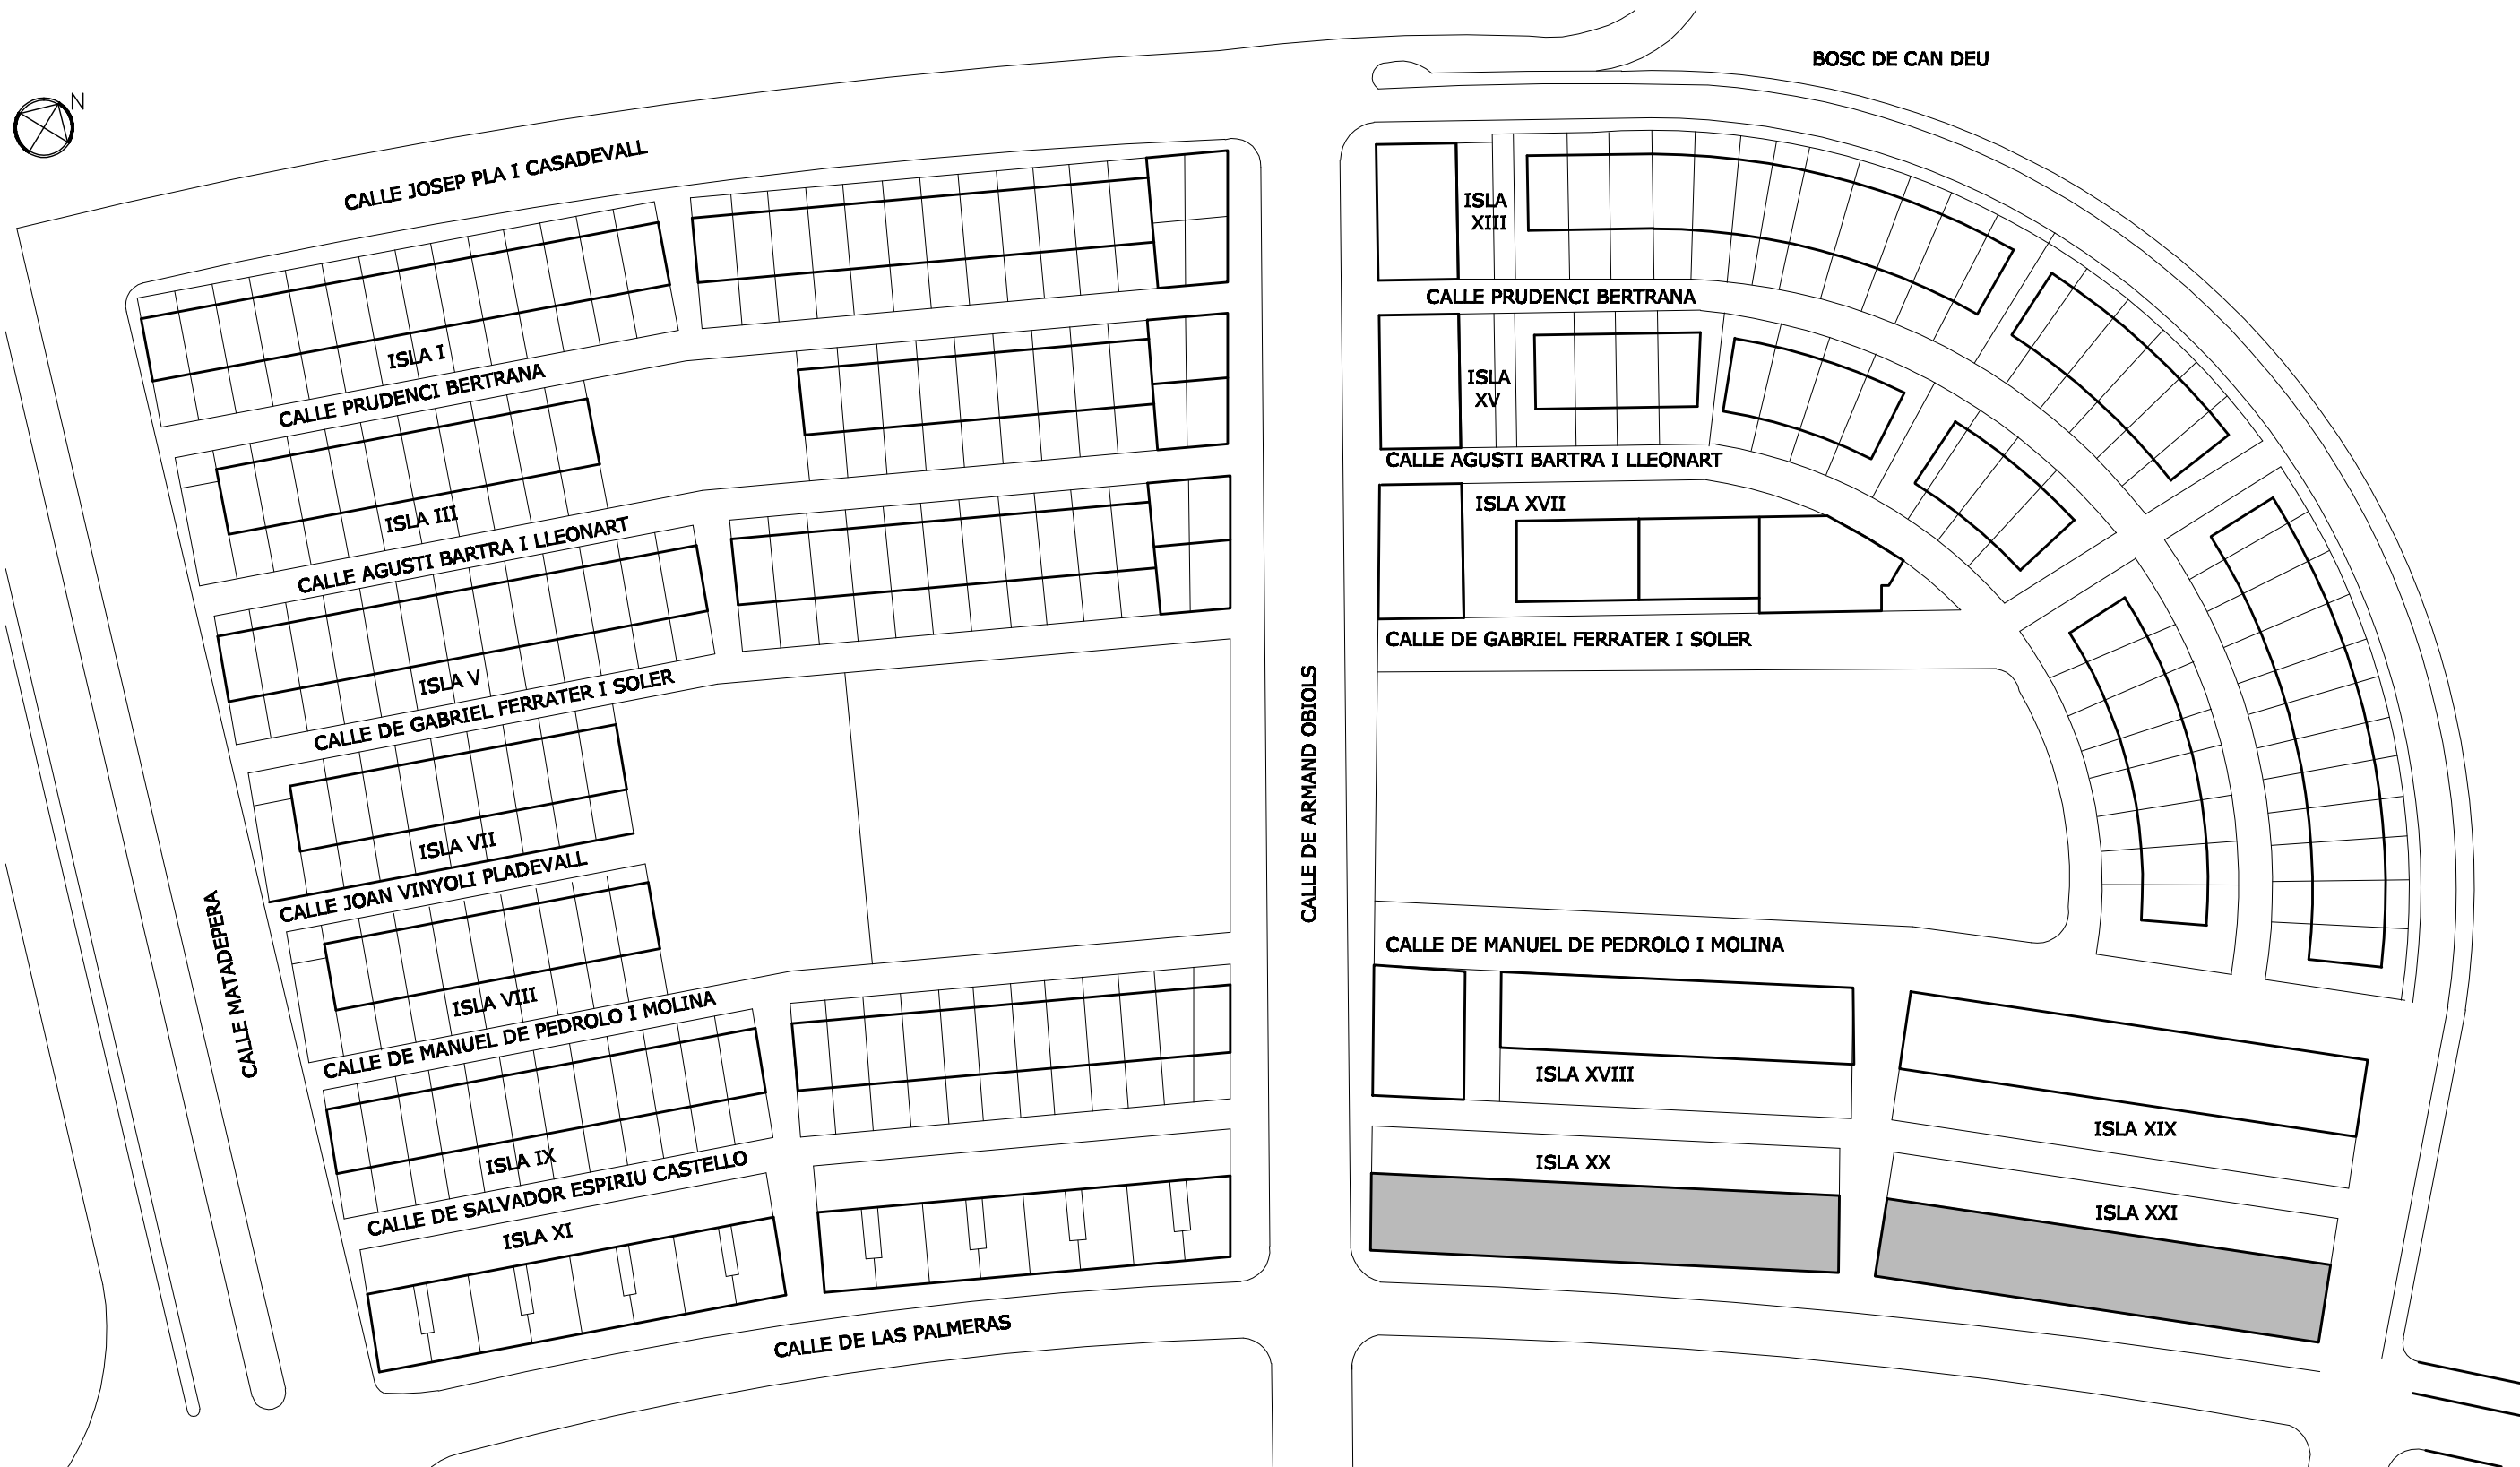 BOSC DE CAN DEU
N
CALLE JOSEP PLA I CASADEVALL
ISLA I
CALLE PRUDENCI BERTRANA
ISLA III
CALLE AGUSTI BARTRA I LLEONART
ISLA V
CALLE DE GABRIEL FERRATER I SOLER
ISLA VII
CALLE JOAN VINYOLI PLADEVALL
ISLA VIII
CALLE DE MANUEL DE PEDROLO I MOLINA
ISLA IX
CALLE DE SALVADOR ESPIRIU CASTELLO
ISLA XI
CALLE DE LAS PALMERAS
CALLE MATADEPERA
CALLE DE ARMAND OBIOLS
ISLA
XIII
CALLE PRUDENCI BERTRANA
ISLA
XV
CALLE AGUSTI BARTRA I LLEONART
ISLA XVII
CALLE DE GABRIEL FERRATER I SOLER
CALLE DE MANUEL DE PEDROLO I MOLINA
ISLA XVIII
ISLA XIX
ISLA XX
ISLA XXI